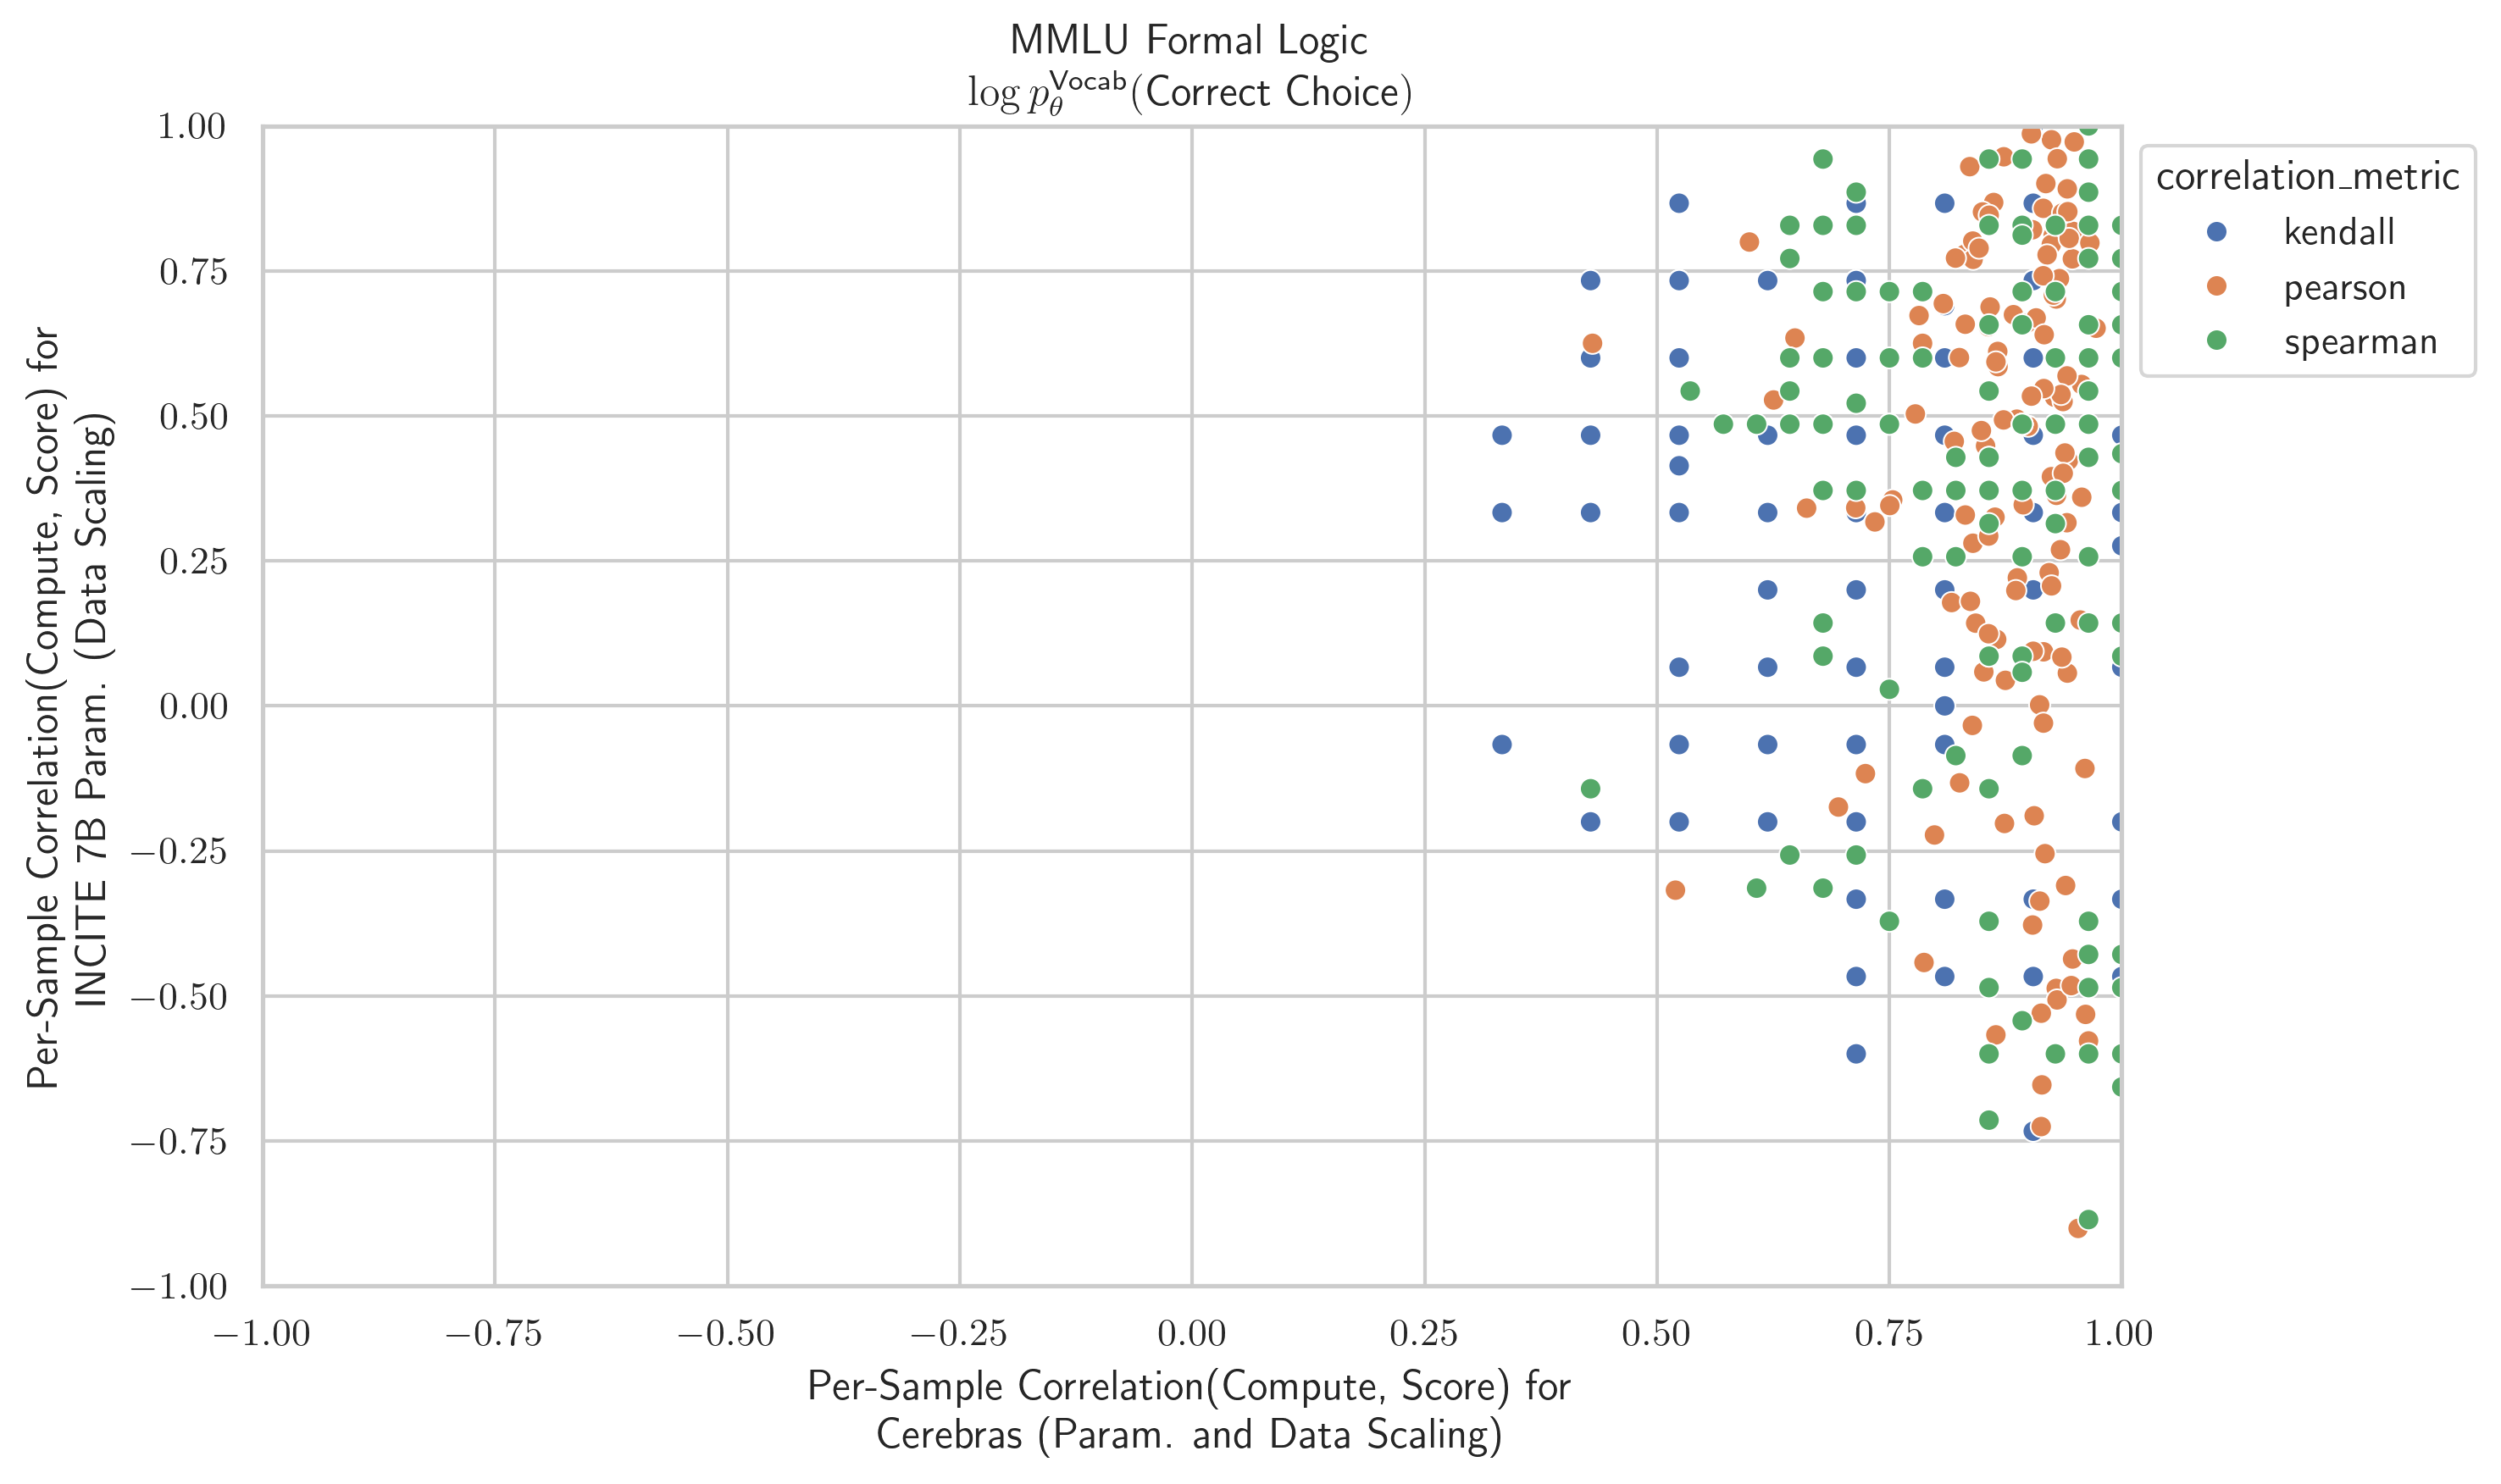 MMLU Formal Logic
log p_θ^Vocab(Correct Choice)
Per-Sample Correlation(Compute, Score) for
INCITE 7B Param. (Data Scaling)
1.00
0.75
0.50
0.25
0.00
−0.25
−0.50
−0.75
−1.00
−1.00 −0.75 −0.50 −0.25 0.00 0.25 0.50 0.75 1.00
Per-Sample Correlation(Compute, Score) for
Cerebras (Param. and Data Scaling)
correlation_metric
kendall
pearson
spearman